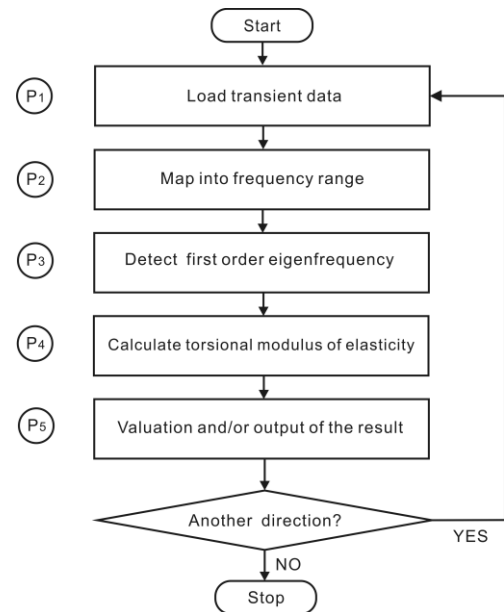 Start
P1
Load transient data
P2
Map into frequency range
P3
Detect first order eigenfrequency
P4
Calculate torsional modulus of elasticity
P5
Valuation and/or output of the result
Another direction?
YES
NO
Stop